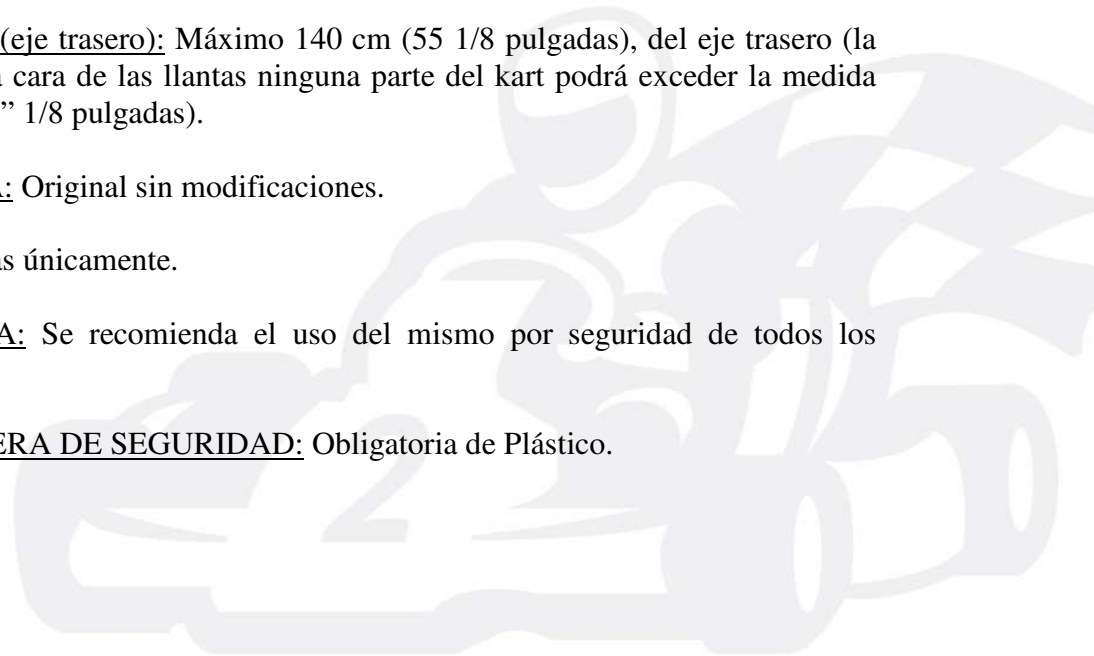 (eje trasero): Máximo 140 cm (55 1/8 pulgadas), del eje trasero (la
cara de las llantas ninguna parte del kart podrá exceder la medida
” 1/8 pulgadas).
: Original sin modificaciones.
únicamente.
A: Se recomienda el uso del mismo por seguridad de todos los
ERA DE SEGURIDAD: Obligatoria de Plástico.
2